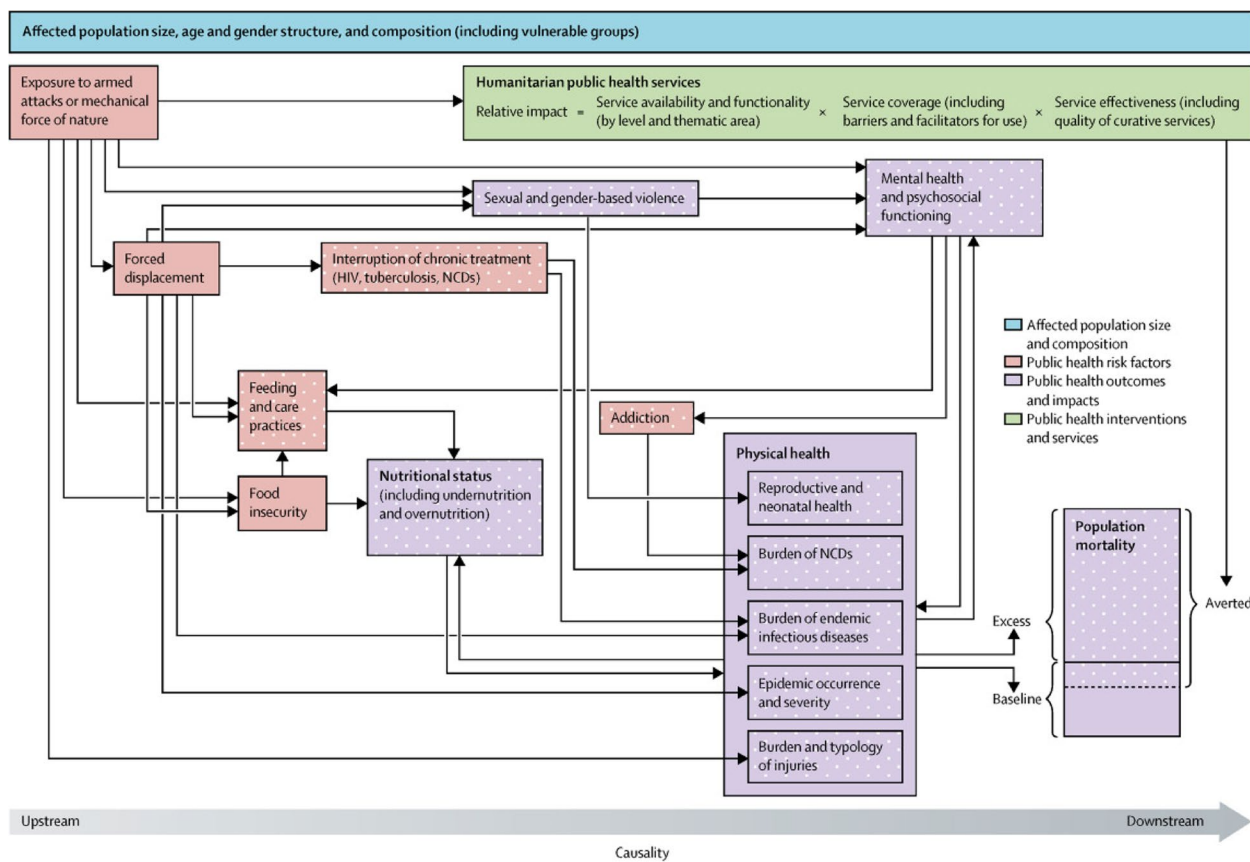 Affected population size, age and gender structure, and composition (including vulnerable groups)
Exposure to armed
attacks or mechanical
force of nature
Humanitarian public health services
Relative impact = Service availability and functionality
(by level and thematic area)
×
Service coverage (including
barriers and facilitators for use)
×
Service effectiveness (including
quality of curative services)
Sexual and gender-based violence
Mental health
and psychosocial
functioning
Forced
displacement
Interruption of chronic treatment
(HIV, tuberculosis, NCDs)
Affected population size
and composition
Public health risk factors
Public health outcomes
and impacts
Public health interventions
and services
Feeding
and care
practices
Addiction
Food
insecurity
Nutritional status
(including undernutrition
and overnutrition)
Physical health
Reproductive and
neonatal health
Burden of NCDs
Burden of endemic
infectious diseases
Epidemic occurrence
and severity
Burden and typology
of injuries
Excess
Baseline
Population
mortality
Averted
Upstream
Downstream
Causality